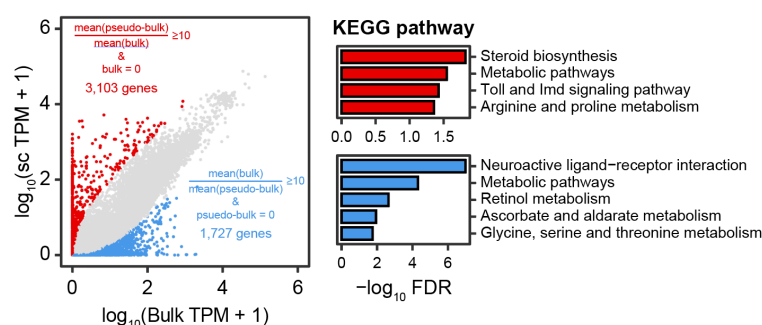 mean(pseudo-bulk)
mean(bulk)
≥10
&
bulk = 0
3,103 genes
mean(bulk)
mean(pseudo-bulk)
≥10
&
psuedo-bulk = 0
1,727 genes
log10(sc TPM + 1)
6
4
2
0
0
2
4
6
log10(Bulk TPM + 1)
KEGG pathway
Steroid biosynthesis
Metabolic pathways
Toll and Imd signaling pathway
Arginine and proline metabolism
0.0 0.5 1.0 1.5
Neuroactive ligand−receptor interaction
Metabolic pathways
Retinol metabolism
Ascorbate and aldarate metabolism
Glycine, serine and threonine metabolism
0 2 4 6
−log10 FDR